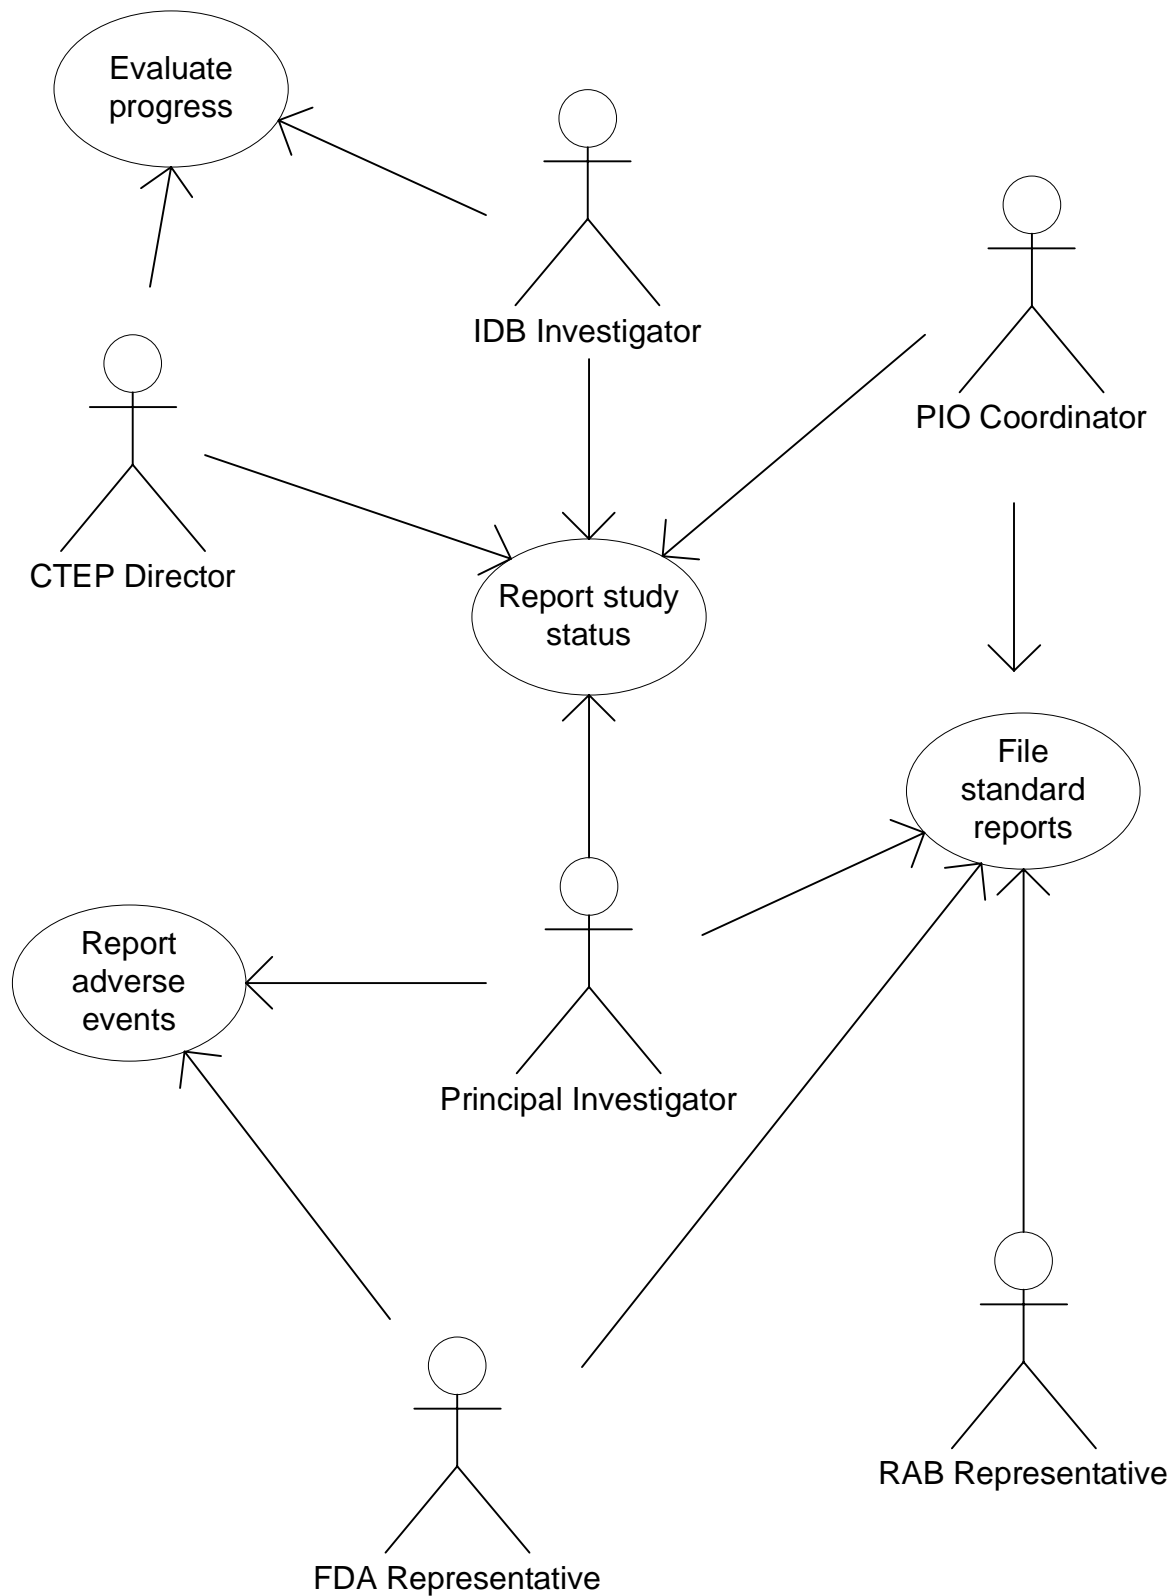 Evaluate
progress
IDB Investigator
PIO Coordinator
CTEP Director
Report study
status
File
standard
reports
Report
adverse
events
Principal Investigator
RAB Representative
FDA Representative